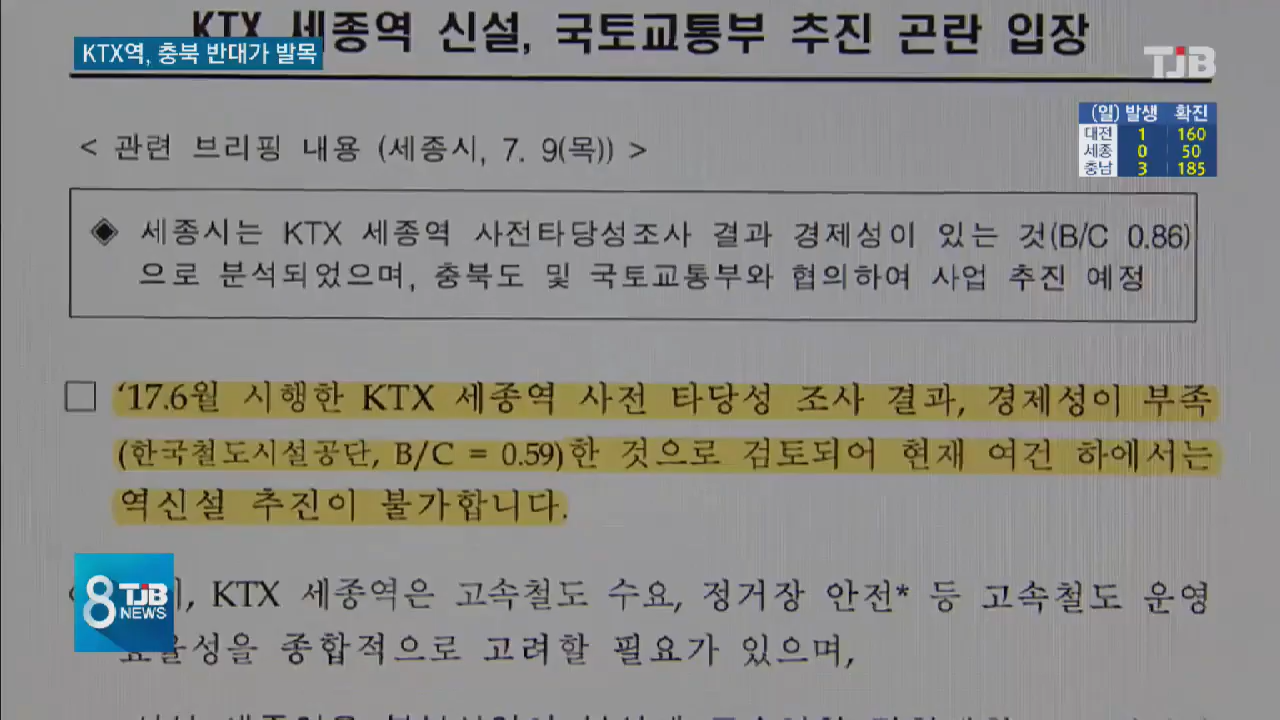 KTX 세종역 신설, 국토교통부 추진 곤란 입장
KTX역, 충북 반대가 발목
TJB
(일) 발생 확진
대전 1 160
세종 0 50
충남 3 185
< 관련 브리핑 내용 (세종시, 7. 9(목)) >
◈ 세종시는 KTX 세종역 사전타당성조사 결과 경제성이 있는 것(B/C 0.86)
으로 분석되었으며, 충북도 및 국토교통부와 협의하여 사업 추진 예정
□ ‘17.6월 시행한 KTX 세종역 사전 타당성 조사 결과, 경제성이 부족
(한국철도시설공단, B/C = 0.59)한 것으로 검토되어 현재 여건 하에서는
역신설 추진이 불가합니다.
8 TJB NEWS
KTX 세종역은 고속철도 수요, 정거장 안전* 등 고속철도 운영
효율성을 종합적으로 고려할 필요가 있으며,